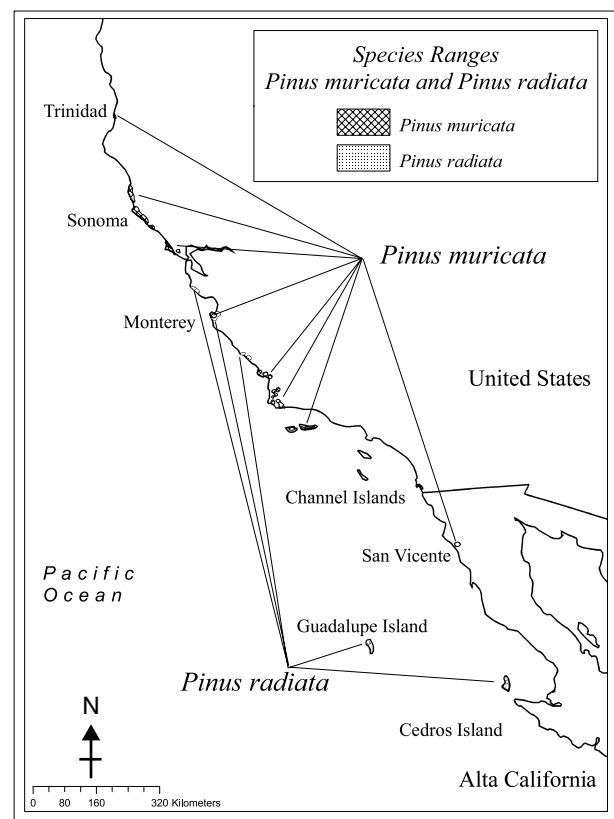 Species Ranges
Pinus muricata and Pinus radiata
Pinus muricata
Pinus radiata
Trinidad
Sonoma
Pinus muricata
Monterey
United States
Channel Islands
San Vicente
Pacific
Ocean
Guadalupe Island
Pinus radiata
N
Cedros Island
Alta California
0 80 160 320 Kilometers